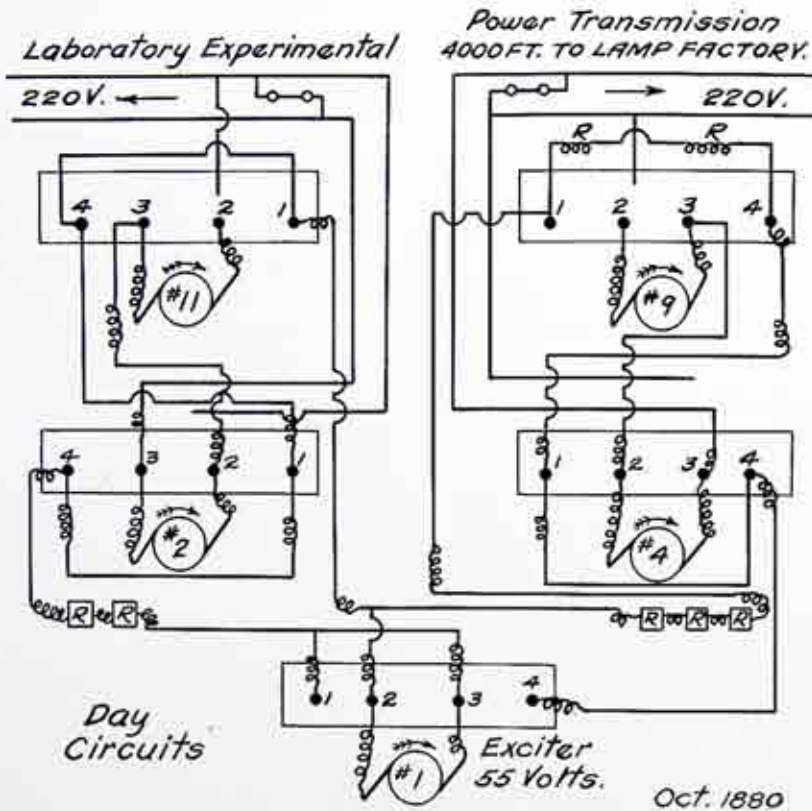 Laboratory Experimental
Power Transmission
4000 FT. TO LAMP FACTORY.
220V.
220V.
R R
4 3 2 1
1 2 3 4
#11
#9
4 3 2 1
1 2 3 4
#2
#4
R R
R R R
1 2 3 4
Day
Circuits
#1
Exciter
55 Volts.
Oct. 1880